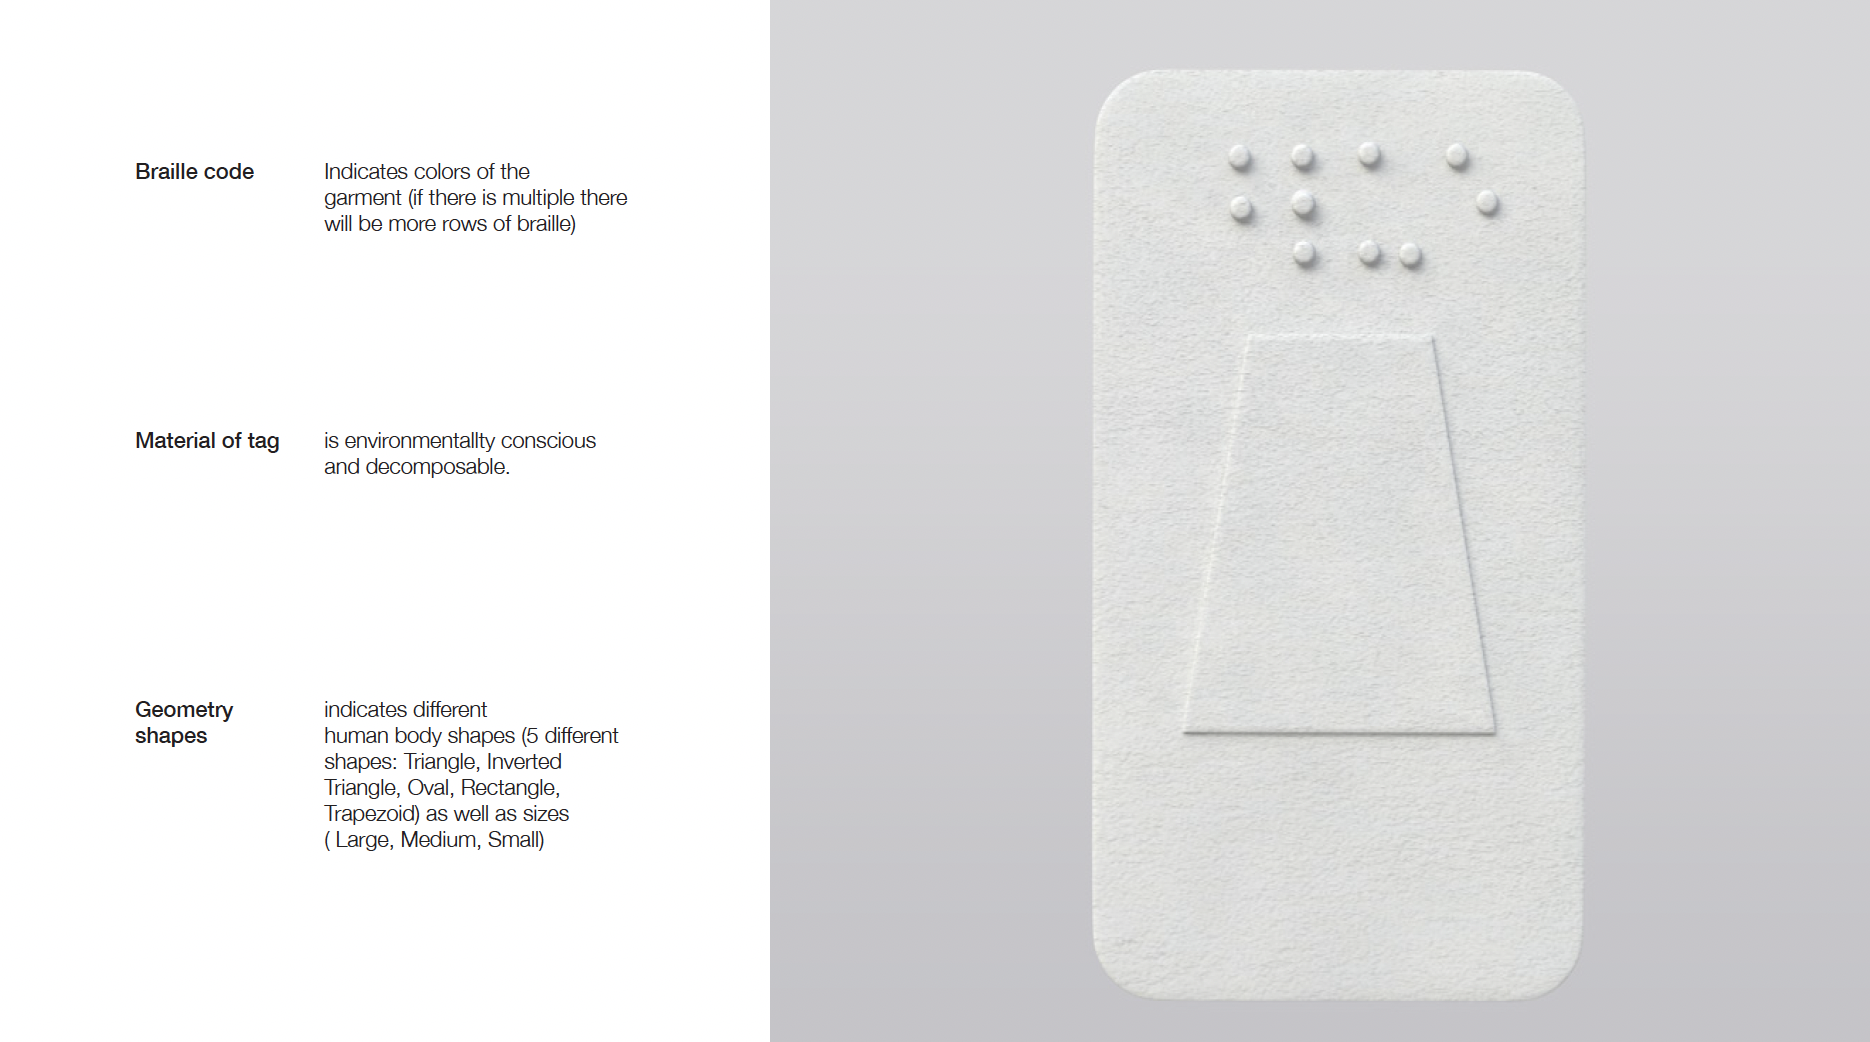 Braille code
Indicates colors of the
garment (if there is multiple there
will be more rows of braille)
Material of tag
is environmentallty conscious
and decomposable.
Geometry
shapes
indicates different
human body shapes (5 different
shapes: Triangle, Inverted
Triangle, Oval, Rectangle,
Trapezoid) as well as sizes
( Large, Medium, Small)
⠃⠇⠥⠑